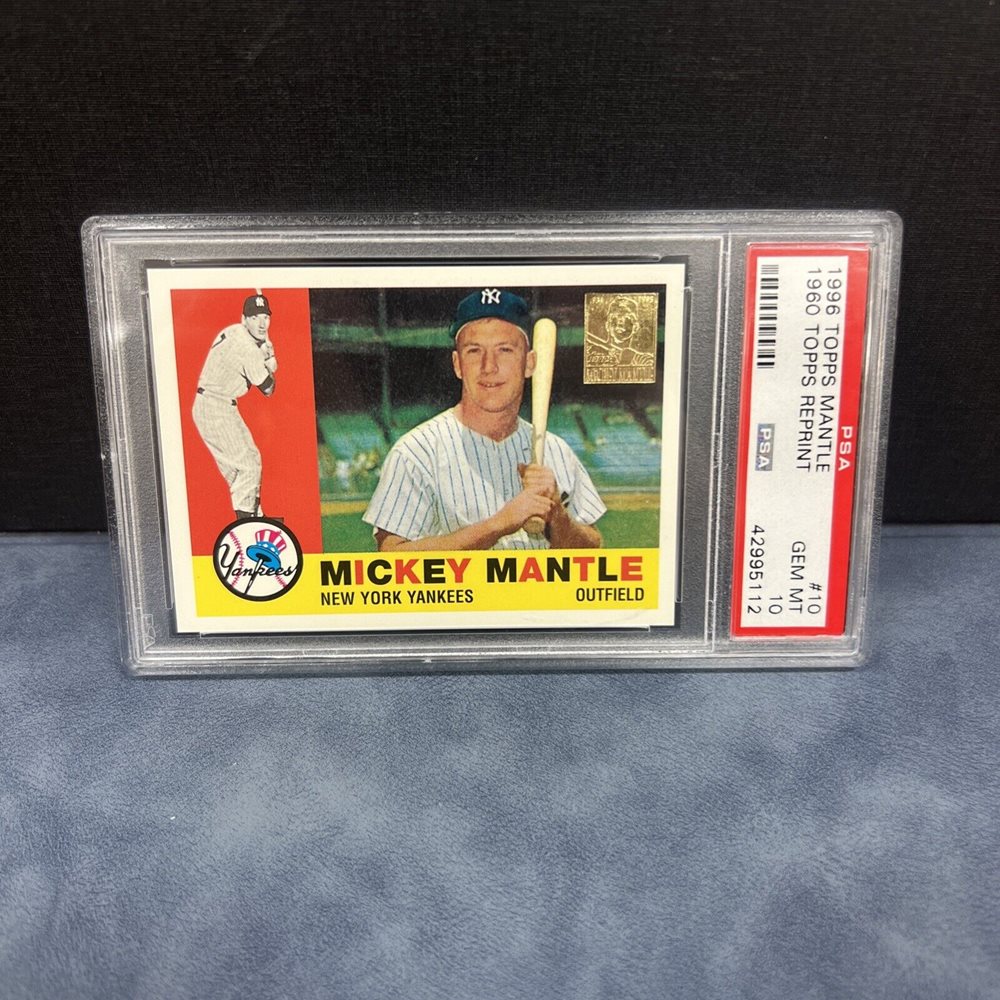 Yankees
MICKEY MANTLE
NEW YORK YANKEES OUTFIELD
NY
PSA
1996 TOPPS MANTLE #10
1960 TOPPS REPRINT GEM MT 10
PSA 42995112